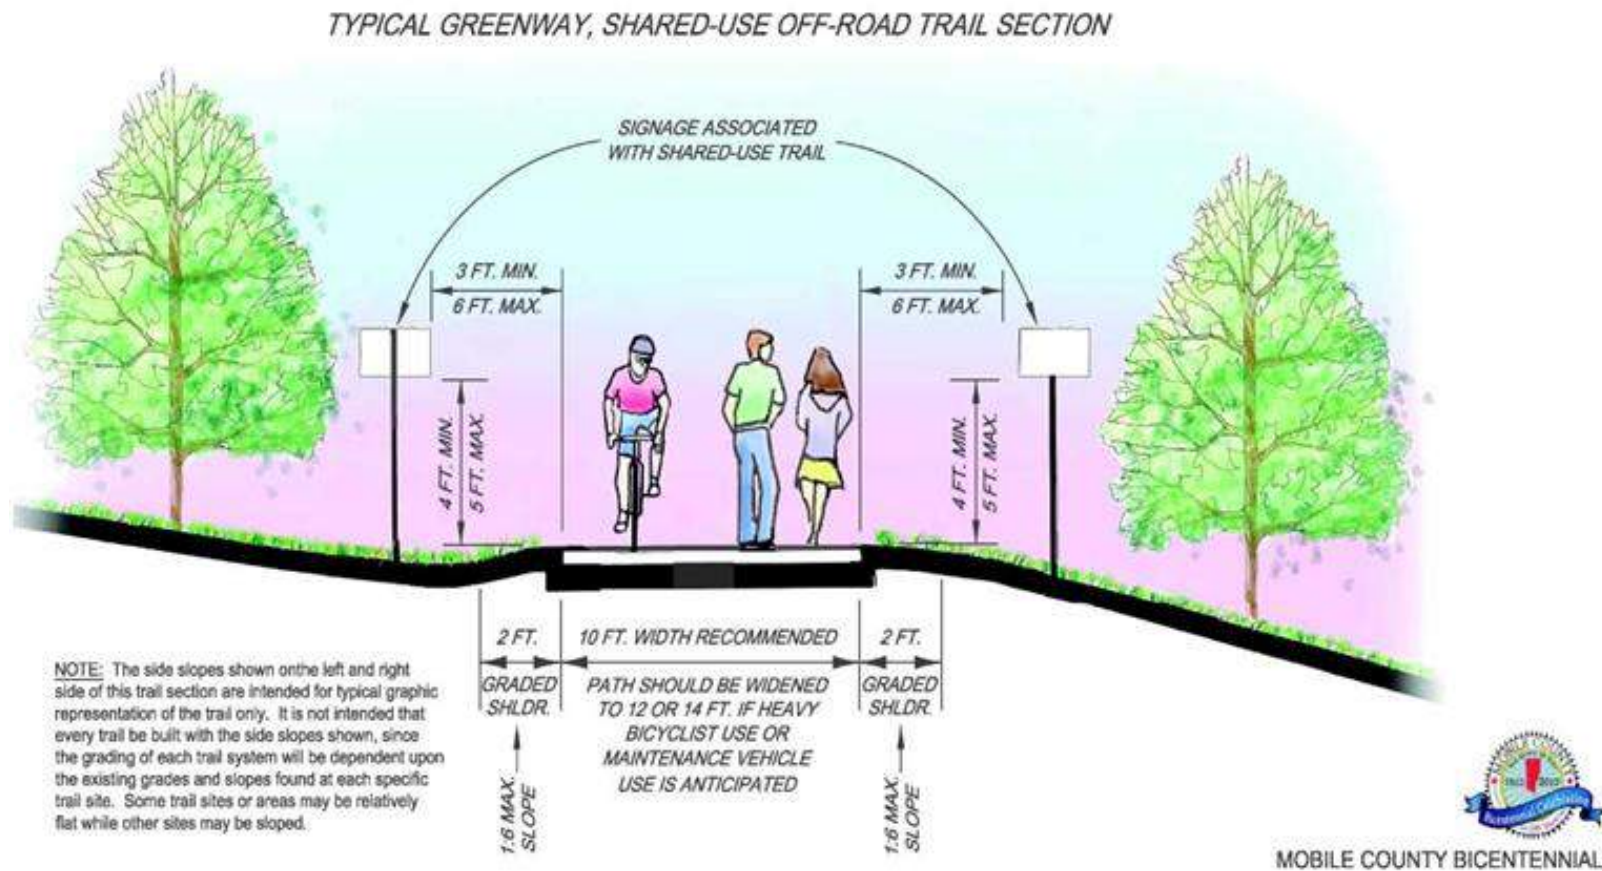 TYPICAL GREENWAY, SHARED-USE OFF-ROAD TRAIL SECTION
SIGNAGE ASSOCIATED
WITH SHARED-USE TRAIL
3 FT. MIN.
6 FT. MAX.
3 FT. MIN.
6 FT. MAX.
4 FT. MIN.
5 FT. MAX.
4 FT. MIN.
5 FT. MAX.
2 FT.
GRADED
SHLDR.
1:6 MAX.
SLOPE
10 FT. WIDTH RECOMMENDED
PATH SHOULD BE WIDENED
TO 12 OR 14 FT. IF HEAVY
BICYCLIST USE OR
MAINTENANCE VEHICLE
USE IS ANTICIPATED
2 FT.
GRADED
SHLDR.
1:6 MAX.
SLOPE
NOTE: The side slopes shown onthe left and right
side of this trail section are intended for typical graphic
representation of the trail only. It is not intended that
every trail be built with the side slopes shown, since
the grading of each trail system will be dependent upon
the existing grades and slopes found at each specific
trail site. Some trail sites or areas may be relatively
flat while other sites may be sloped.
Bicentennial Celebration
MOBILE COUNTY BICENTENNIAL